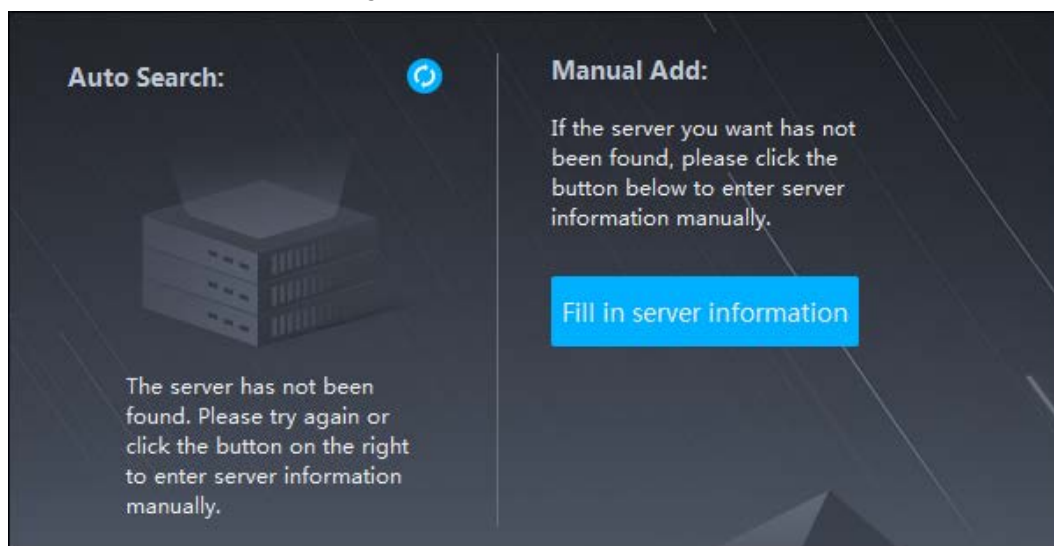 Auto Search:
The server has not been
found. Please try again or
click the button on the right
to enter server information
manually.
Manual Add:
If the server you want has not
been found, please click the
button below to enter server
information manually.
Fill in server information